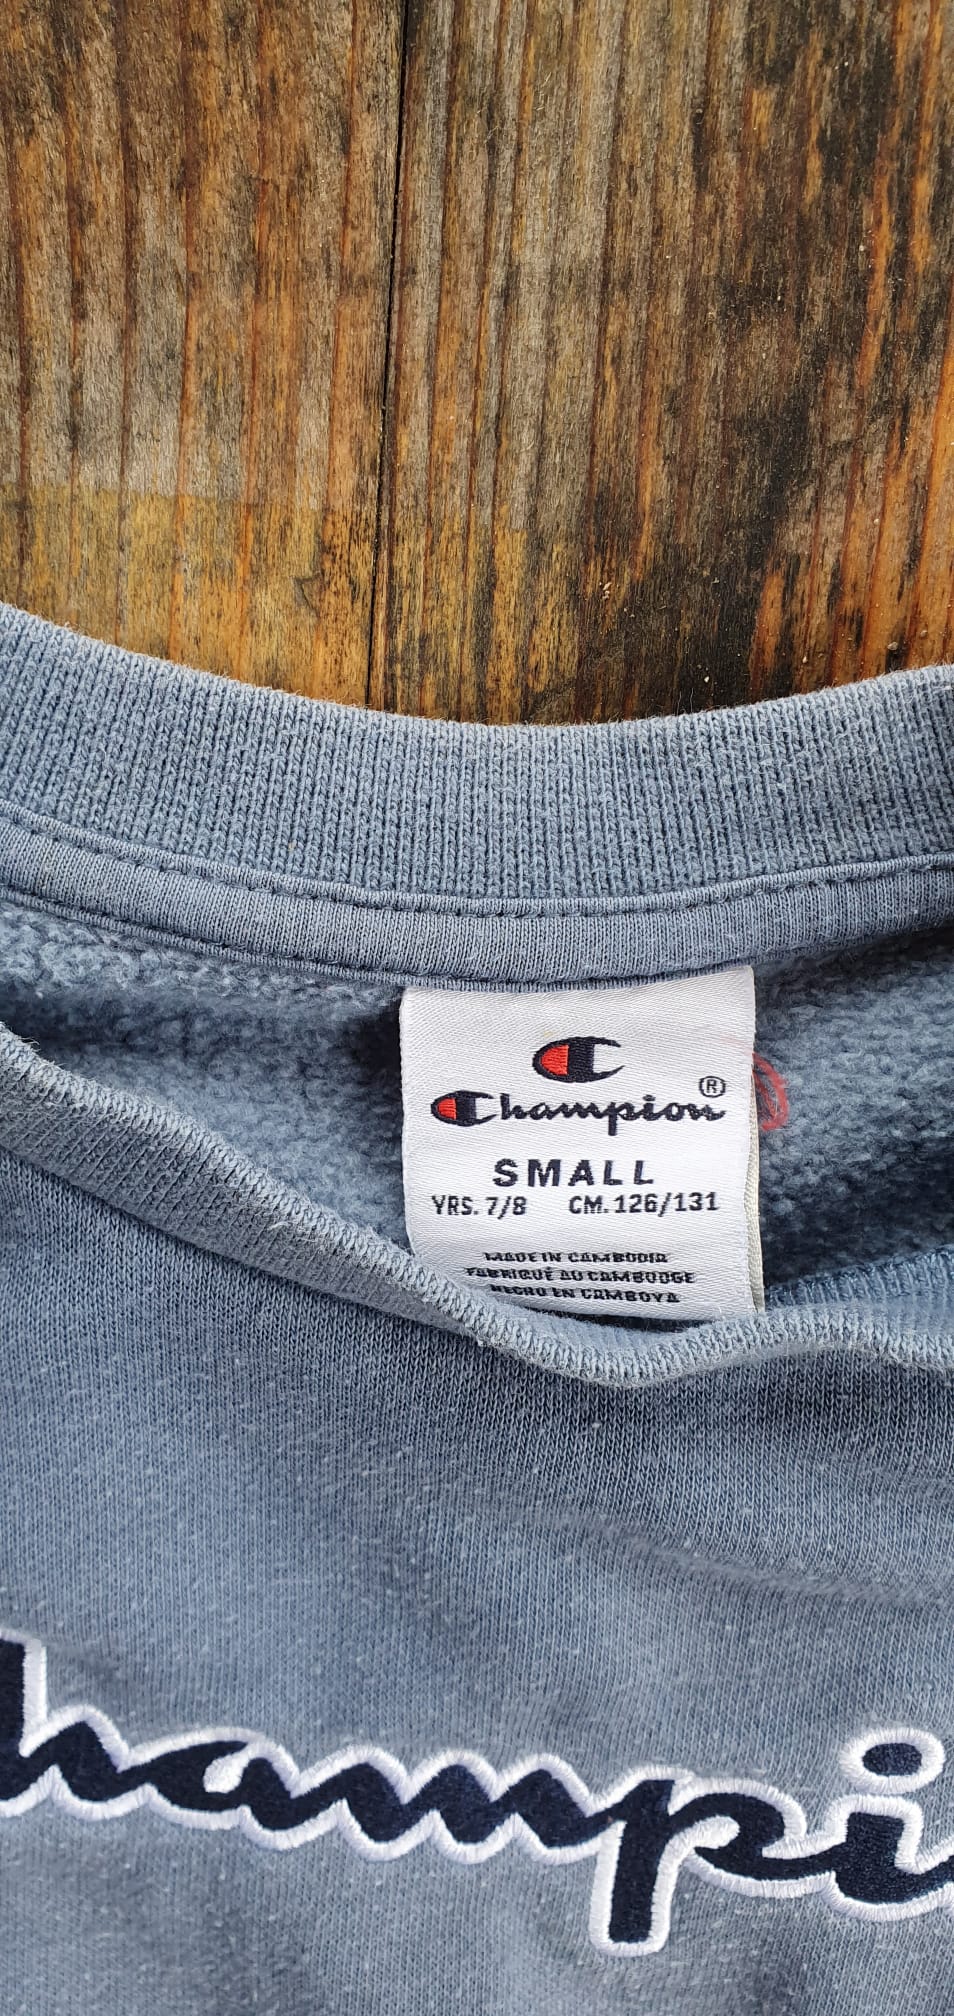 Champion®
SMALL
YRS. 7/8 CM. 126/131
MADE IN CAMBODIA
FABRIQUÉ AU CAMBODGE
HECHO EN CAMBOYA
hampi